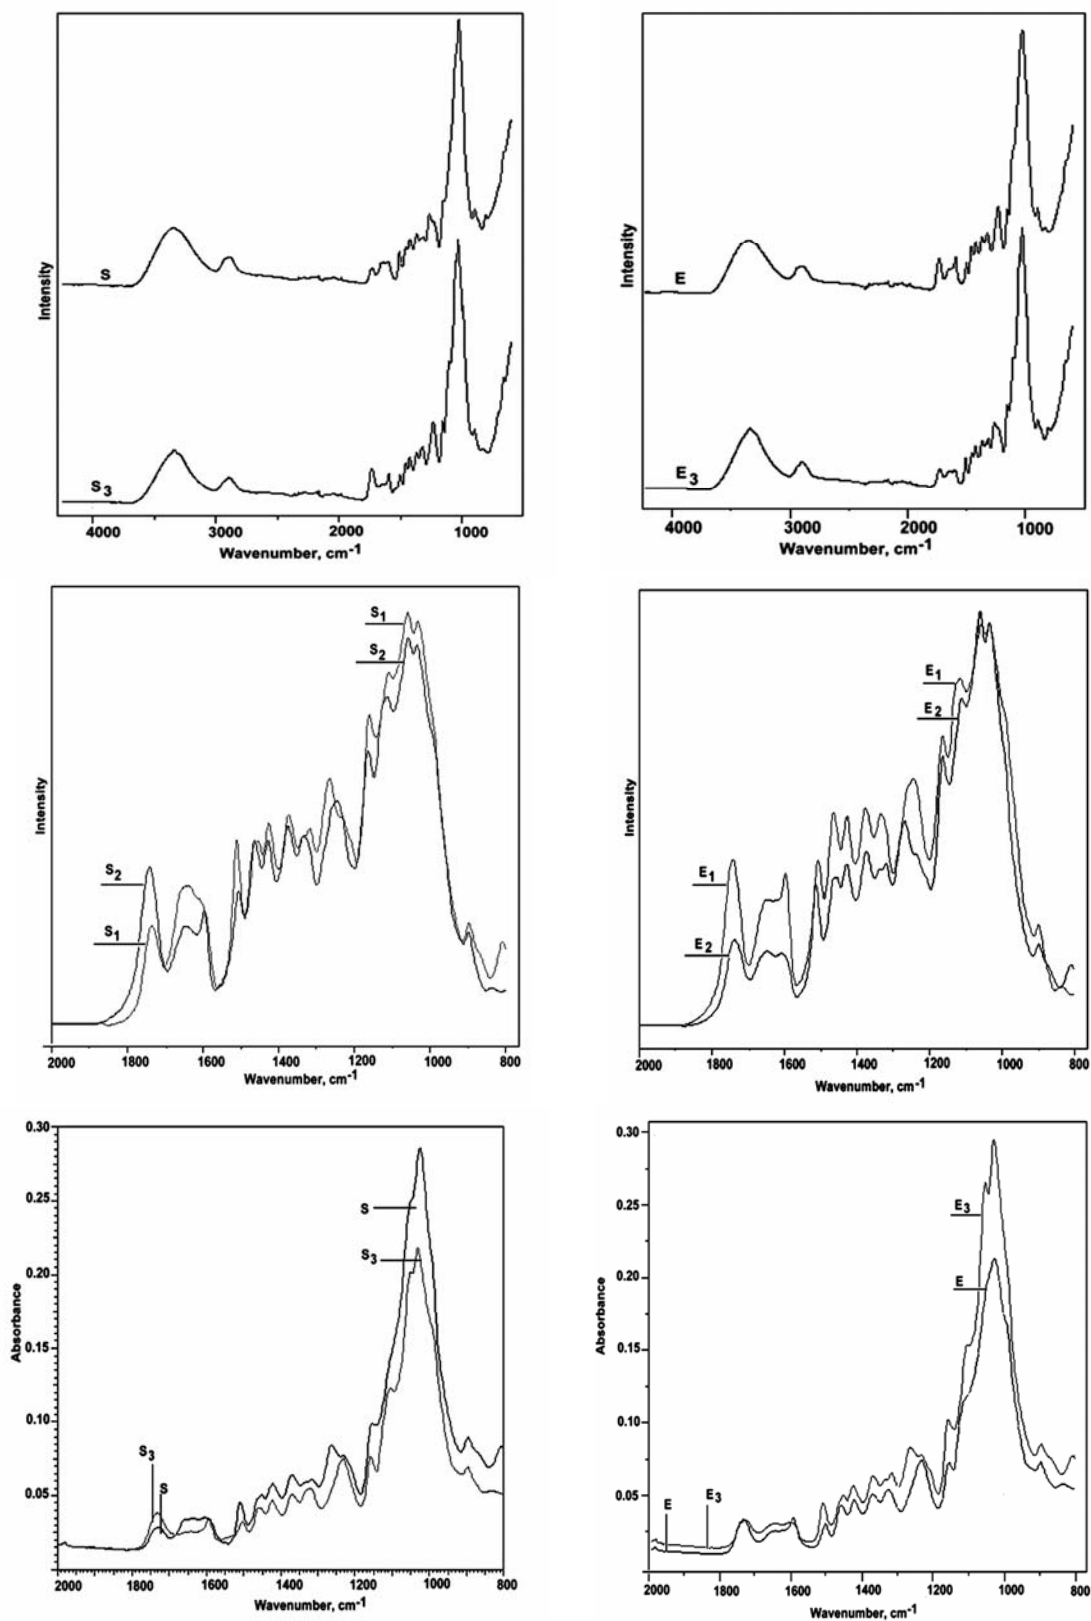 Intensity
S
S3
4000 3000 2000 1000
Wavenumber, cm-1
Intensity
E
E3
4000 3000 2000 1000
Wavenumber, cm-1
Intensity
S1
S2
S2
S1
2000 1800 1600 1400 1200 1000 800
Wavenumber, cm-1
Intensity
E1
E2
E1
E2
2000 1800 1600 1400 1200 1000 800
Wavenumber, cm-1
Absorbance
0.30
0.25
0.20
0.15
0.10
0.05
S
S3
S3
S
2000 1800 1600 1400 1200 1000 800
Wavenumber, cm-1
Absorbance
0.30
0.25
0.20
0.15
0.10
0.05
E3
E
E E3
2000 1800 1600 1400 1200 1000 800
Wavenumber, cm-1